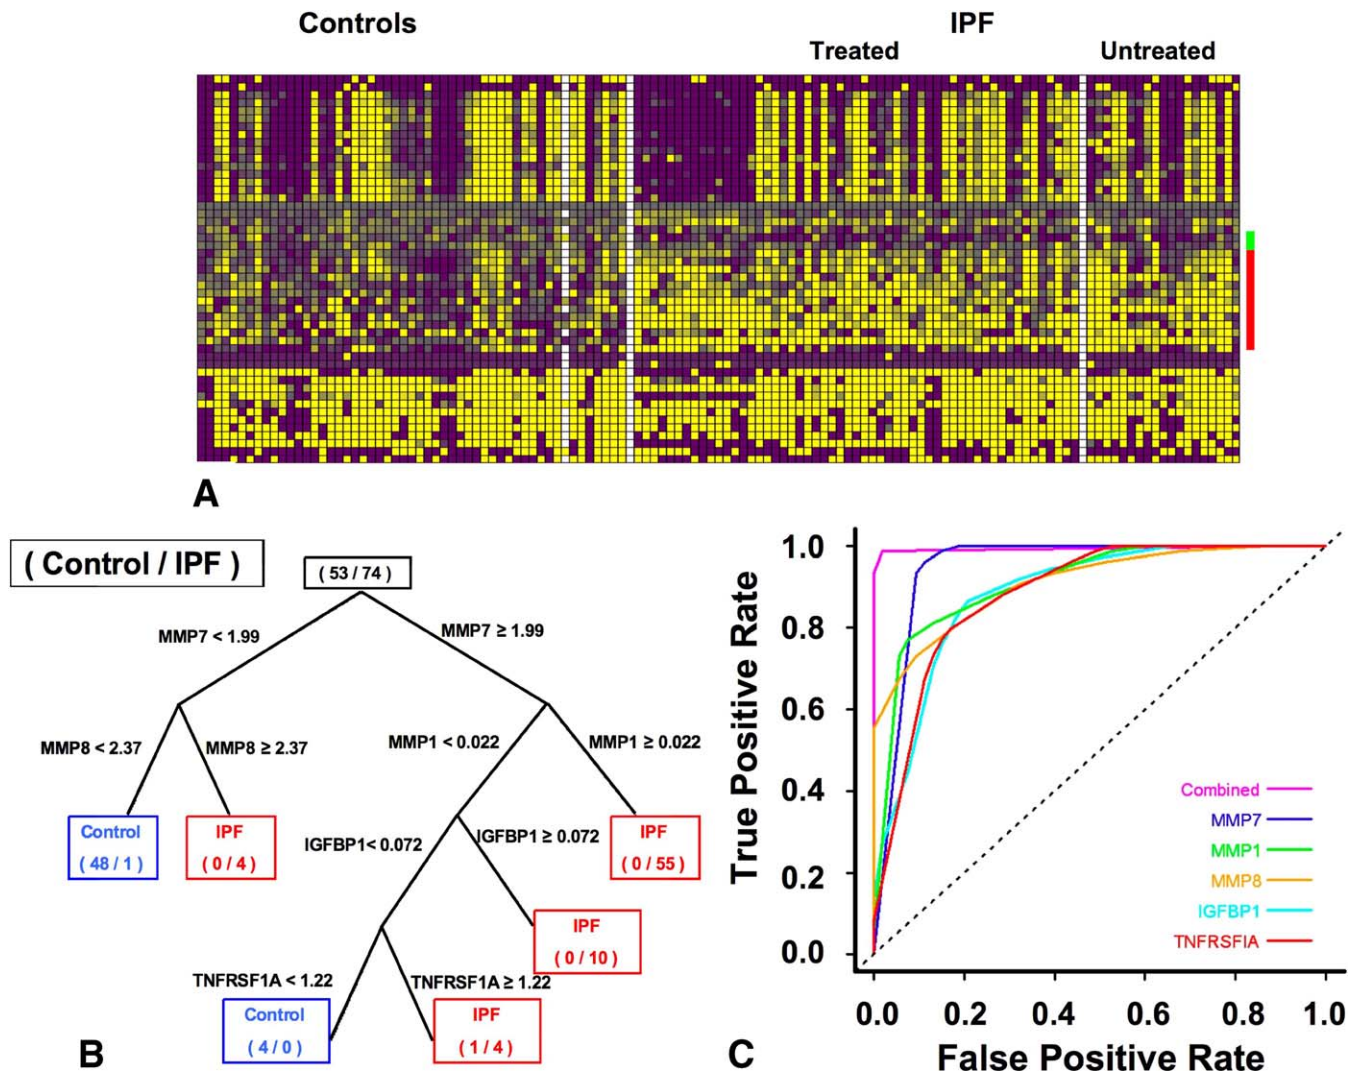 Controls
IPF
Treated
Untreated
A
( Control / IPF )
( 53 / 74 )
MMP7 < 1.99
MMP7 ≥ 1.99
MMP8 < 2.37
MMP8 ≥ 2.37
MMP1 < 0.022
MMP1 ≥ 0.022
Control
( 48 / 1 )
IPF
( 0 / 4 )
IGFBP1< 0.072
IGFBP1 ≥ 0.072
IPF
( 0 / 55 )
IPF
( 0 / 10 )
TNFRSF1A < 1.22
TNFRSF1A ≥ 1.22
Control
( 4 / 0 )
IPF
( 1 / 4 )
B
True Positive Rate
1.0
0.8
0.6
0.4
0.2
0.0
Combined
MMP7
MMP1
MMP8
IGFBP1
TNFRSFIA
0.0 0.2 0.4 0.6 0.8 1.0
False Positive Rate
C